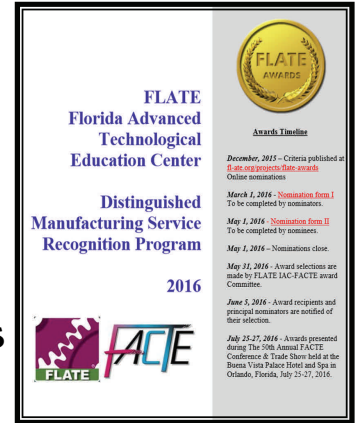 FLATE
Florida Advanced
Technological
Education Center
Distinguished
Manufacturing Service
Recognition Program
2016
FLATE
FACTE
FLATE
AWARDS
Awards Timeline
December, 2015 – Criteria published at
fl-ate.org/projects/flate-awards
Online nominations
March 1, 2016 - Nomination form I
To be completed by nominators.
May 1, 2016 - Nomination form II
To be completed by nominees.
May 1, 2016 – Nominations close.
May 31, 2016 - Award selections are
made by FLATE IAC-FACTE award
Committee.
June 5, 2016 - Award recipients and
principal nominators are notified of
their selection.
July 25-27, 2016 - Awards presented
during The 50th Annual FACTE
Conference & Trade Show held at the
Buena Vista Palace Hotel and Spa in
Orlando, Florida, July 25-27, 2016.